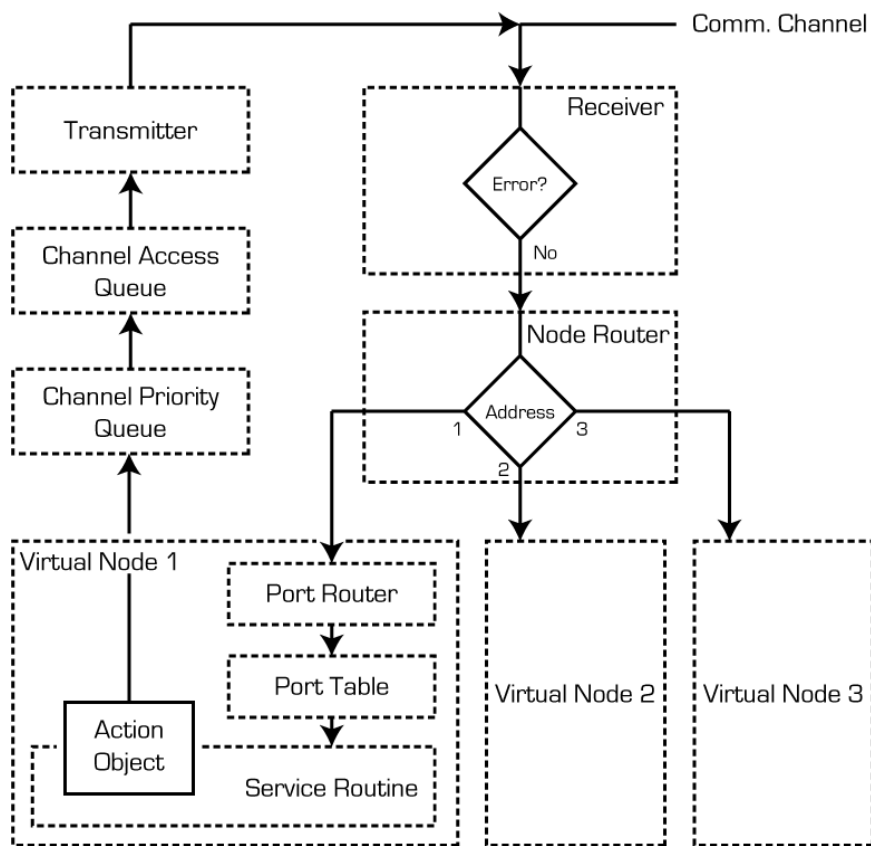 Comm. Channel
Receiver
Transmitter
Error?
No
Channel Access
Queue
Node Router
Channel Priority
Queue
Address
1
3
2
Virtual Node 1
Port Router
Port Table
Virtual Node 2
Virtual Node 3
Action
Object
Service Routine